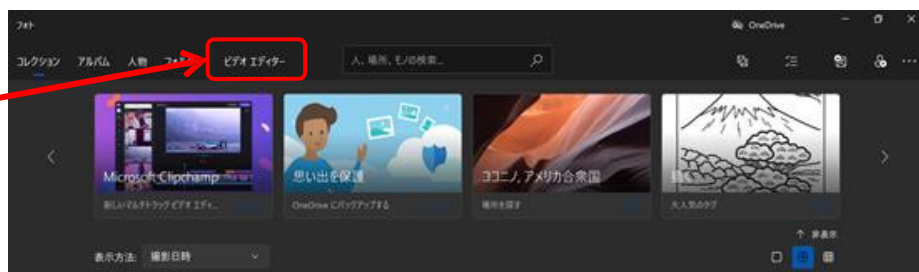 フォト
OneDrive
コレクション アルバム 人物 ビデオ エディター 人、場所、モノの検索...
Microsoft Clipchamp
新しいマルチトラック ビデオ エディ...
思い出を保護
OneDrive にバックアップする
ココニノ, アメリカ合衆国
場所を探す
大人気のタグ
非表示
表示方法: 撮影日時